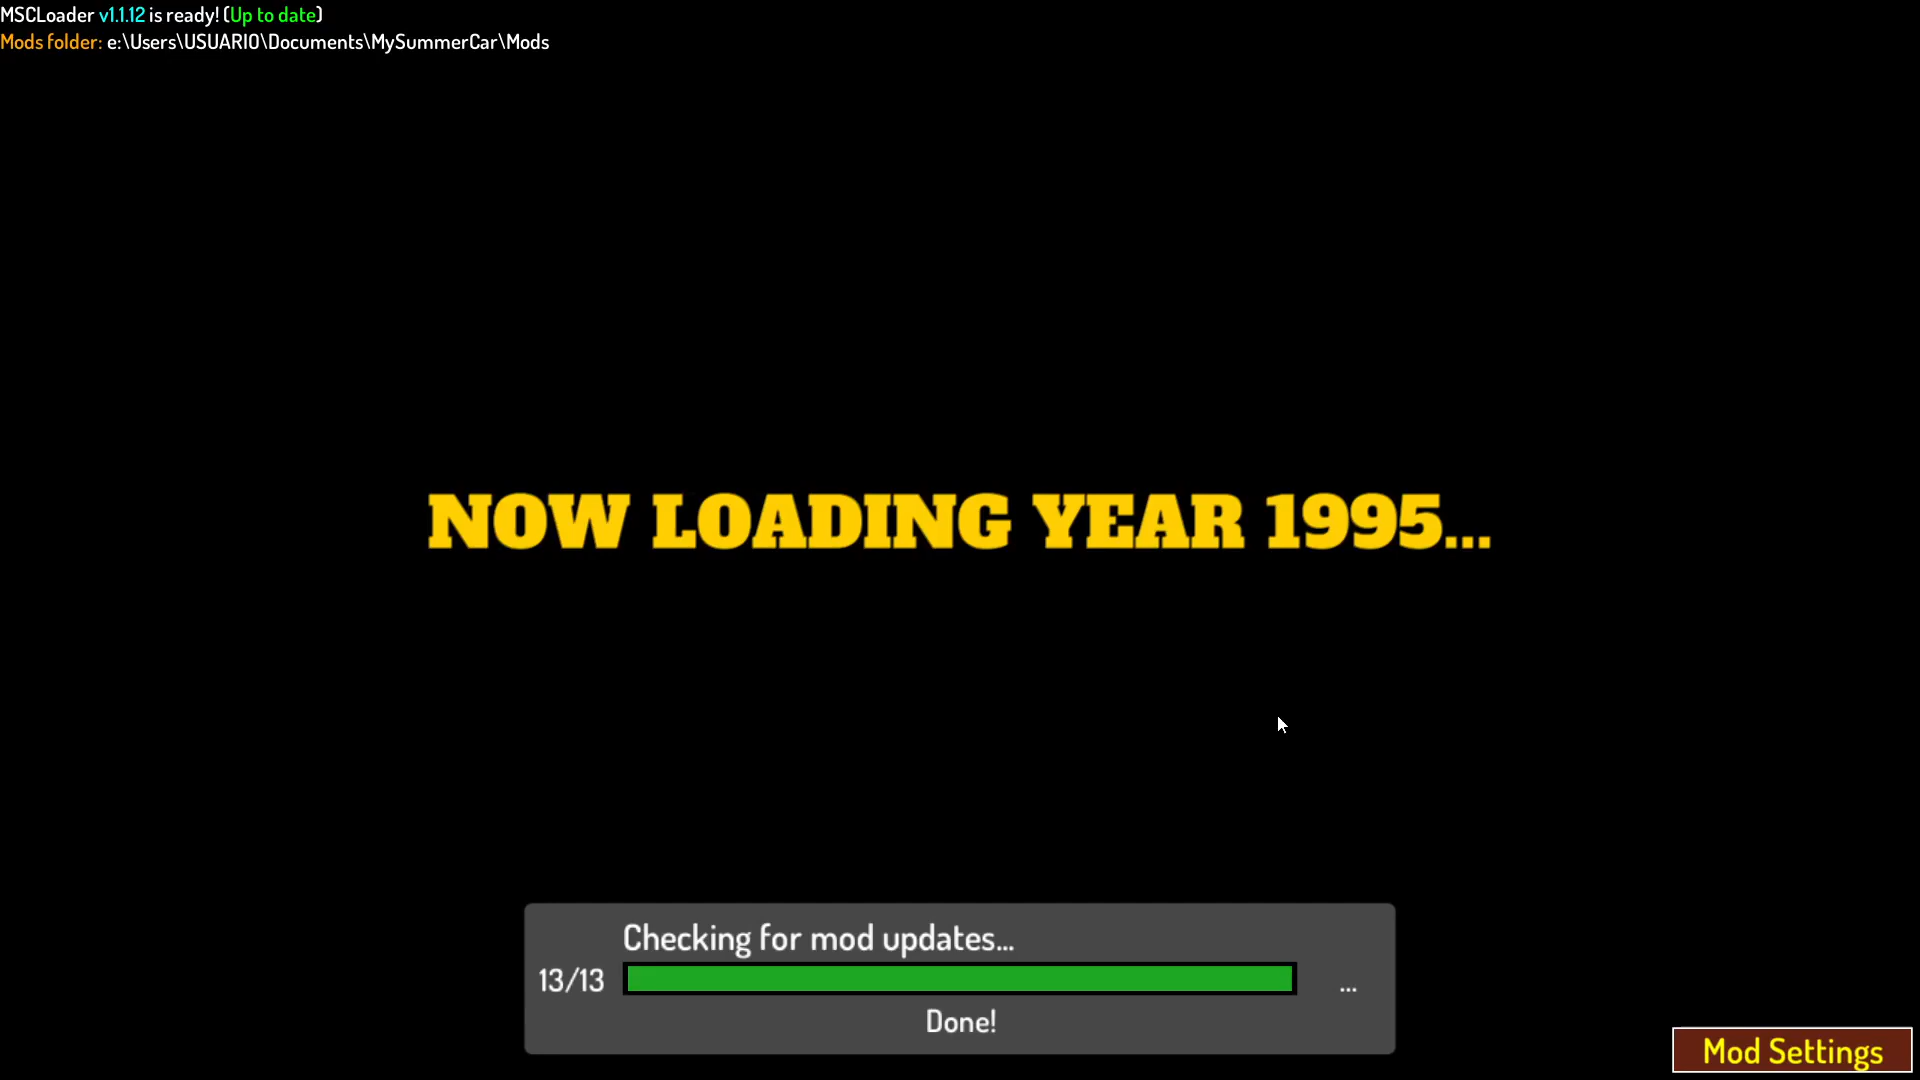 MSCLoader v1.1.12 is ready! (Up to date)
Mods folder: e:\Users\USUARIO\Documents\MySummerCar\Mods
NOW LOADING YEAR 1995...
Checking for mod updates...
13/13
...
Done!
Mod Settings